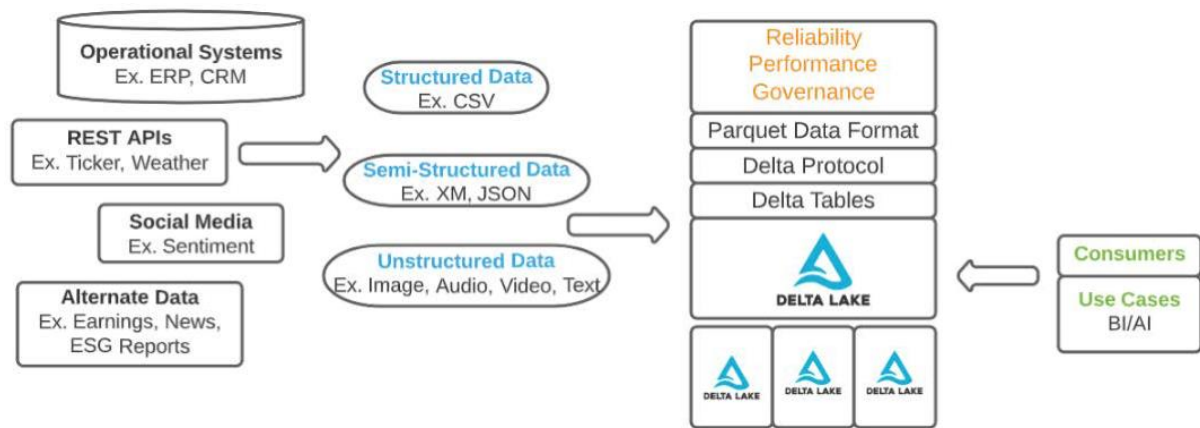 Operational Systems
Ex. ERP, CRM
REST APIs
Ex. Ticker, Weather
Social Media
Ex. Sentiment
Alternate Data
Ex. Earnings, News,
ESG Reports
Structured Data
Ex. CSV
Semi-Structured Data
Ex. XM, JSON
Unstructured Data
Ex. Image, Audio, Video, Text
Reliability
Performance
Governance
Parquet Data Format
Delta Protocol
Delta Tables
DELTA LAKE
DELTA LAKE
DELTA LAKE
DELTA LAKE
Consumers
Use Cases
BI/AI